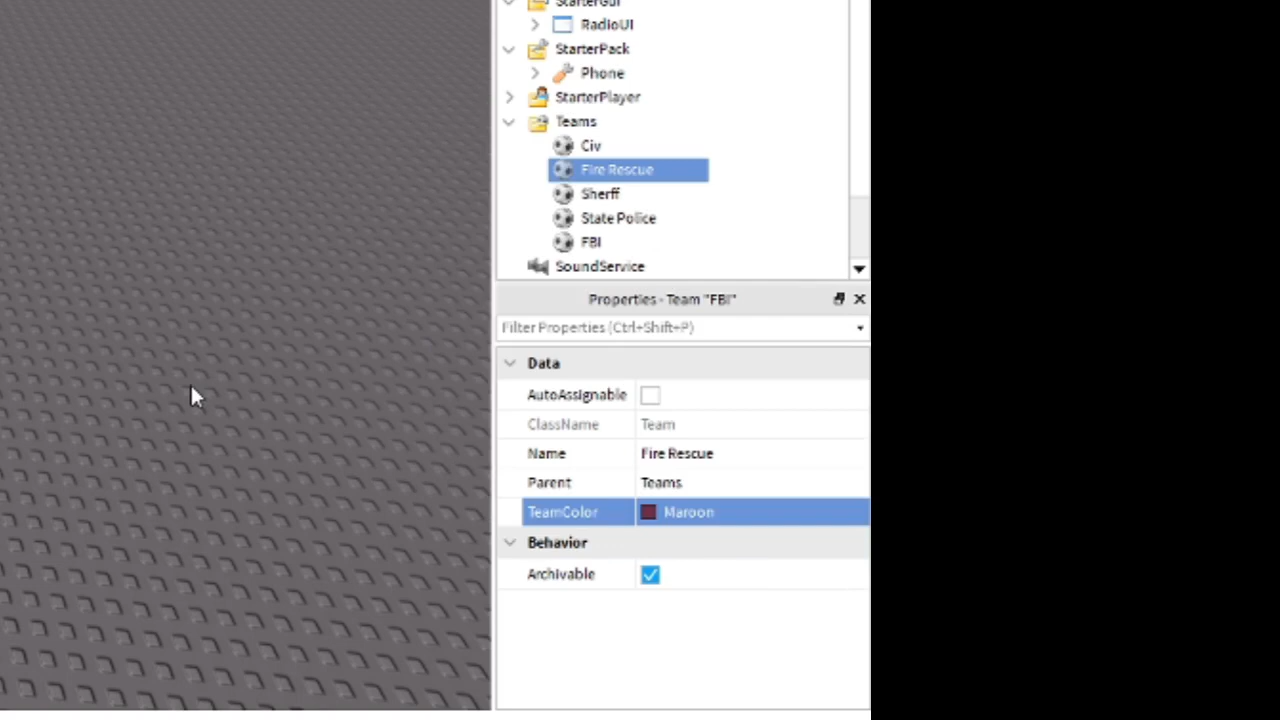 StarterGui
RadioUI
StarterPack
Phone
StarterPlayer
Teams
Civ
Fire Rescue
Sherff
State Police
FBI
SoundService
Properties - Team "FBI"
Filter Properties (Ctrl+Shift+P)
Data
AutoAssignable
ClassName Team
Name Fire Rescue
Parent Teams
TeamColor Maroon
Behavior
Archivable